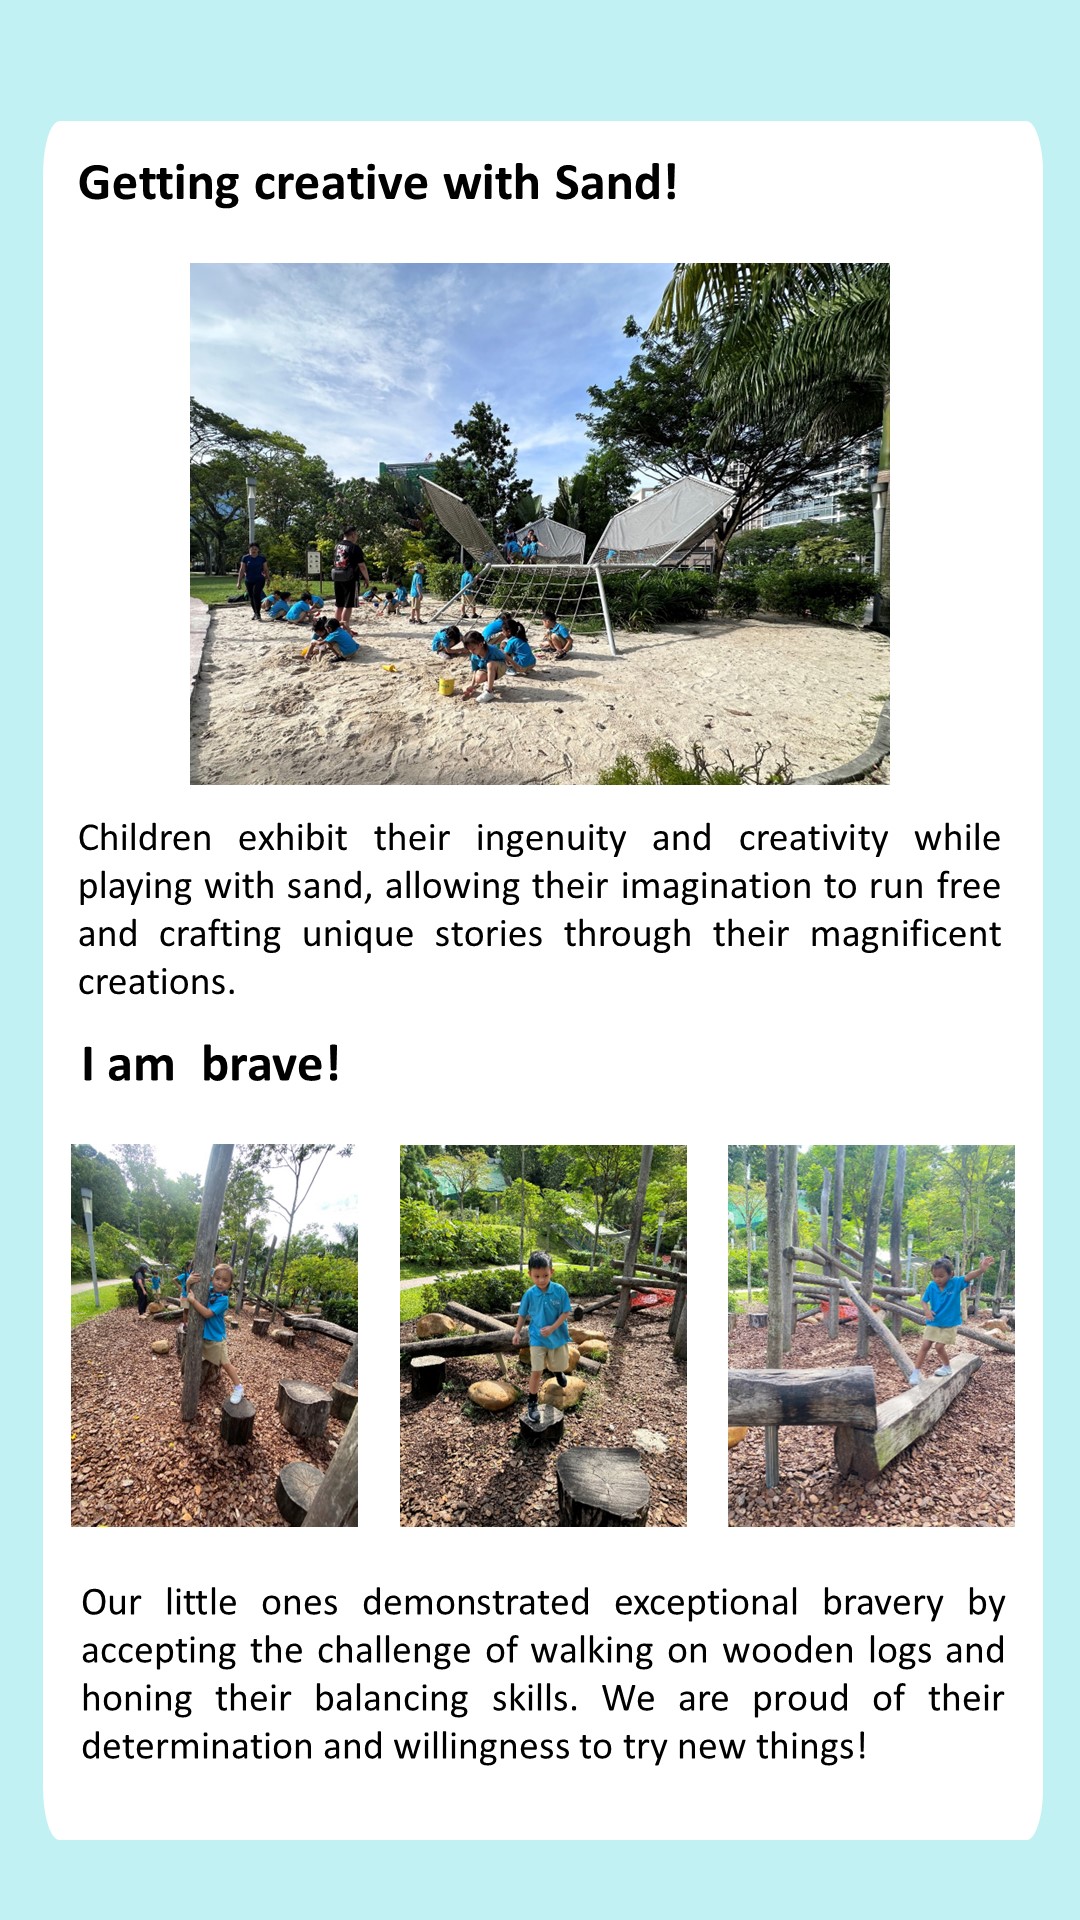 Getting creative with Sand!
Children exhibit their ingenuity and creativity while
playing with sand, allowing their imagination to run free
and crafting unique stories through their magnificent
creations.
I am  brave!
Our little ones demonstrated exceptional bravery by
accepting the challenge of walking on wooden logs and
honing their balancing skills. We are proud of their
determination and willingness to try new things!